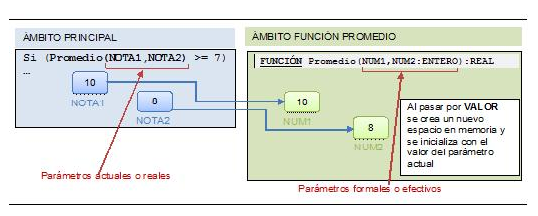 ÁMBITO PRINCIPAL
Si (Promedio(NOTA1,NOTA2) >= 7)
…
10
NOTA1
8
NOTA2
Parámetros actuales o reales
ÁMBITO FUNCIÓN PROMEDIO
FUNCIÓN Promedio(NUM1,NUM2:ENTERO):REAL
10
NUM1
8
NUM2
Al pasar por VALOR
se crea un nuevo
espacio en memoria y
se inicializa con el
valor del parámetro
actual
Parámetros formales o efectivos